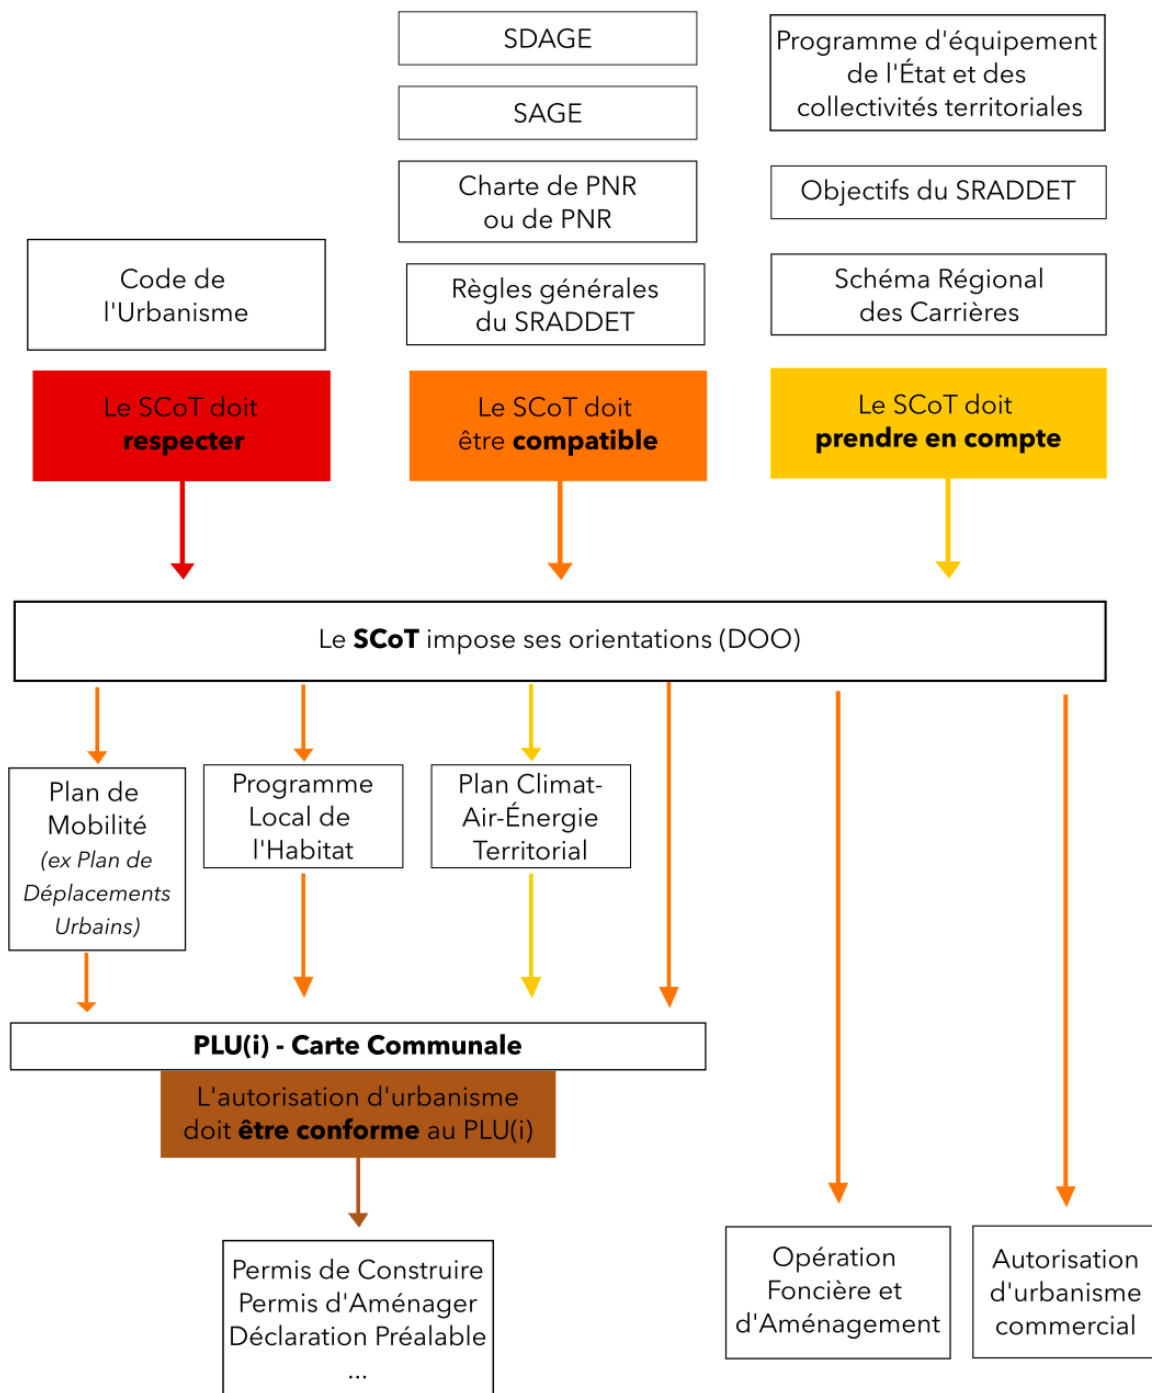 SDAGE
SAGE
Charte de PNR
ou de PNR
Règles générales
du SRADDET
Programme d'équipement
de l'État et des
collectivités territoriales
Objectifs du SRADDET
Schéma Régional
des Carrières
Code de
l'Urbanisme
Le SCoT doit
respecter
Le SCoT doit
être compatible
Le SCoT doit
prendre en compte
Le SCoT impose ses orientations (DOO)
Plan de
Mobilité
(ex Plan de
Déplacements
Urbains)
Programme
Local de
l'Habitat
Plan Climat-
Air-Énergie
Territorial
PLU(i) - Carte Communale
L'autorisation d'urbanisme
doit être conforme au PLU(i)
Permis de Construire
Permis d'Aménager
Déclaration Préalable
...
Opération
Foncière et
d'Aménagement
Autorisation
d'urbanisme
commercial